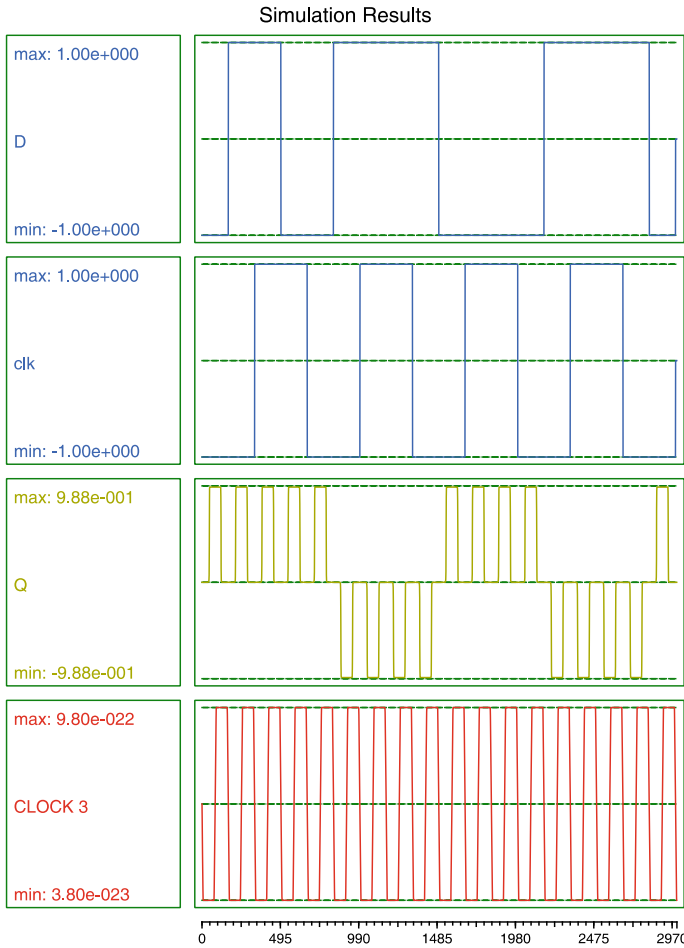 Simulation Results
max: 1.00e+000
D
min: -1.00e+000
max: 1.00e+000
clk
min: -1.00e+000
max: 9.88e-001
Q
min: -9.88e-001
max: 9.80e-022
CLOCK 3
min: 3.80e-023
0 495 990 1485 1980 2475 2970